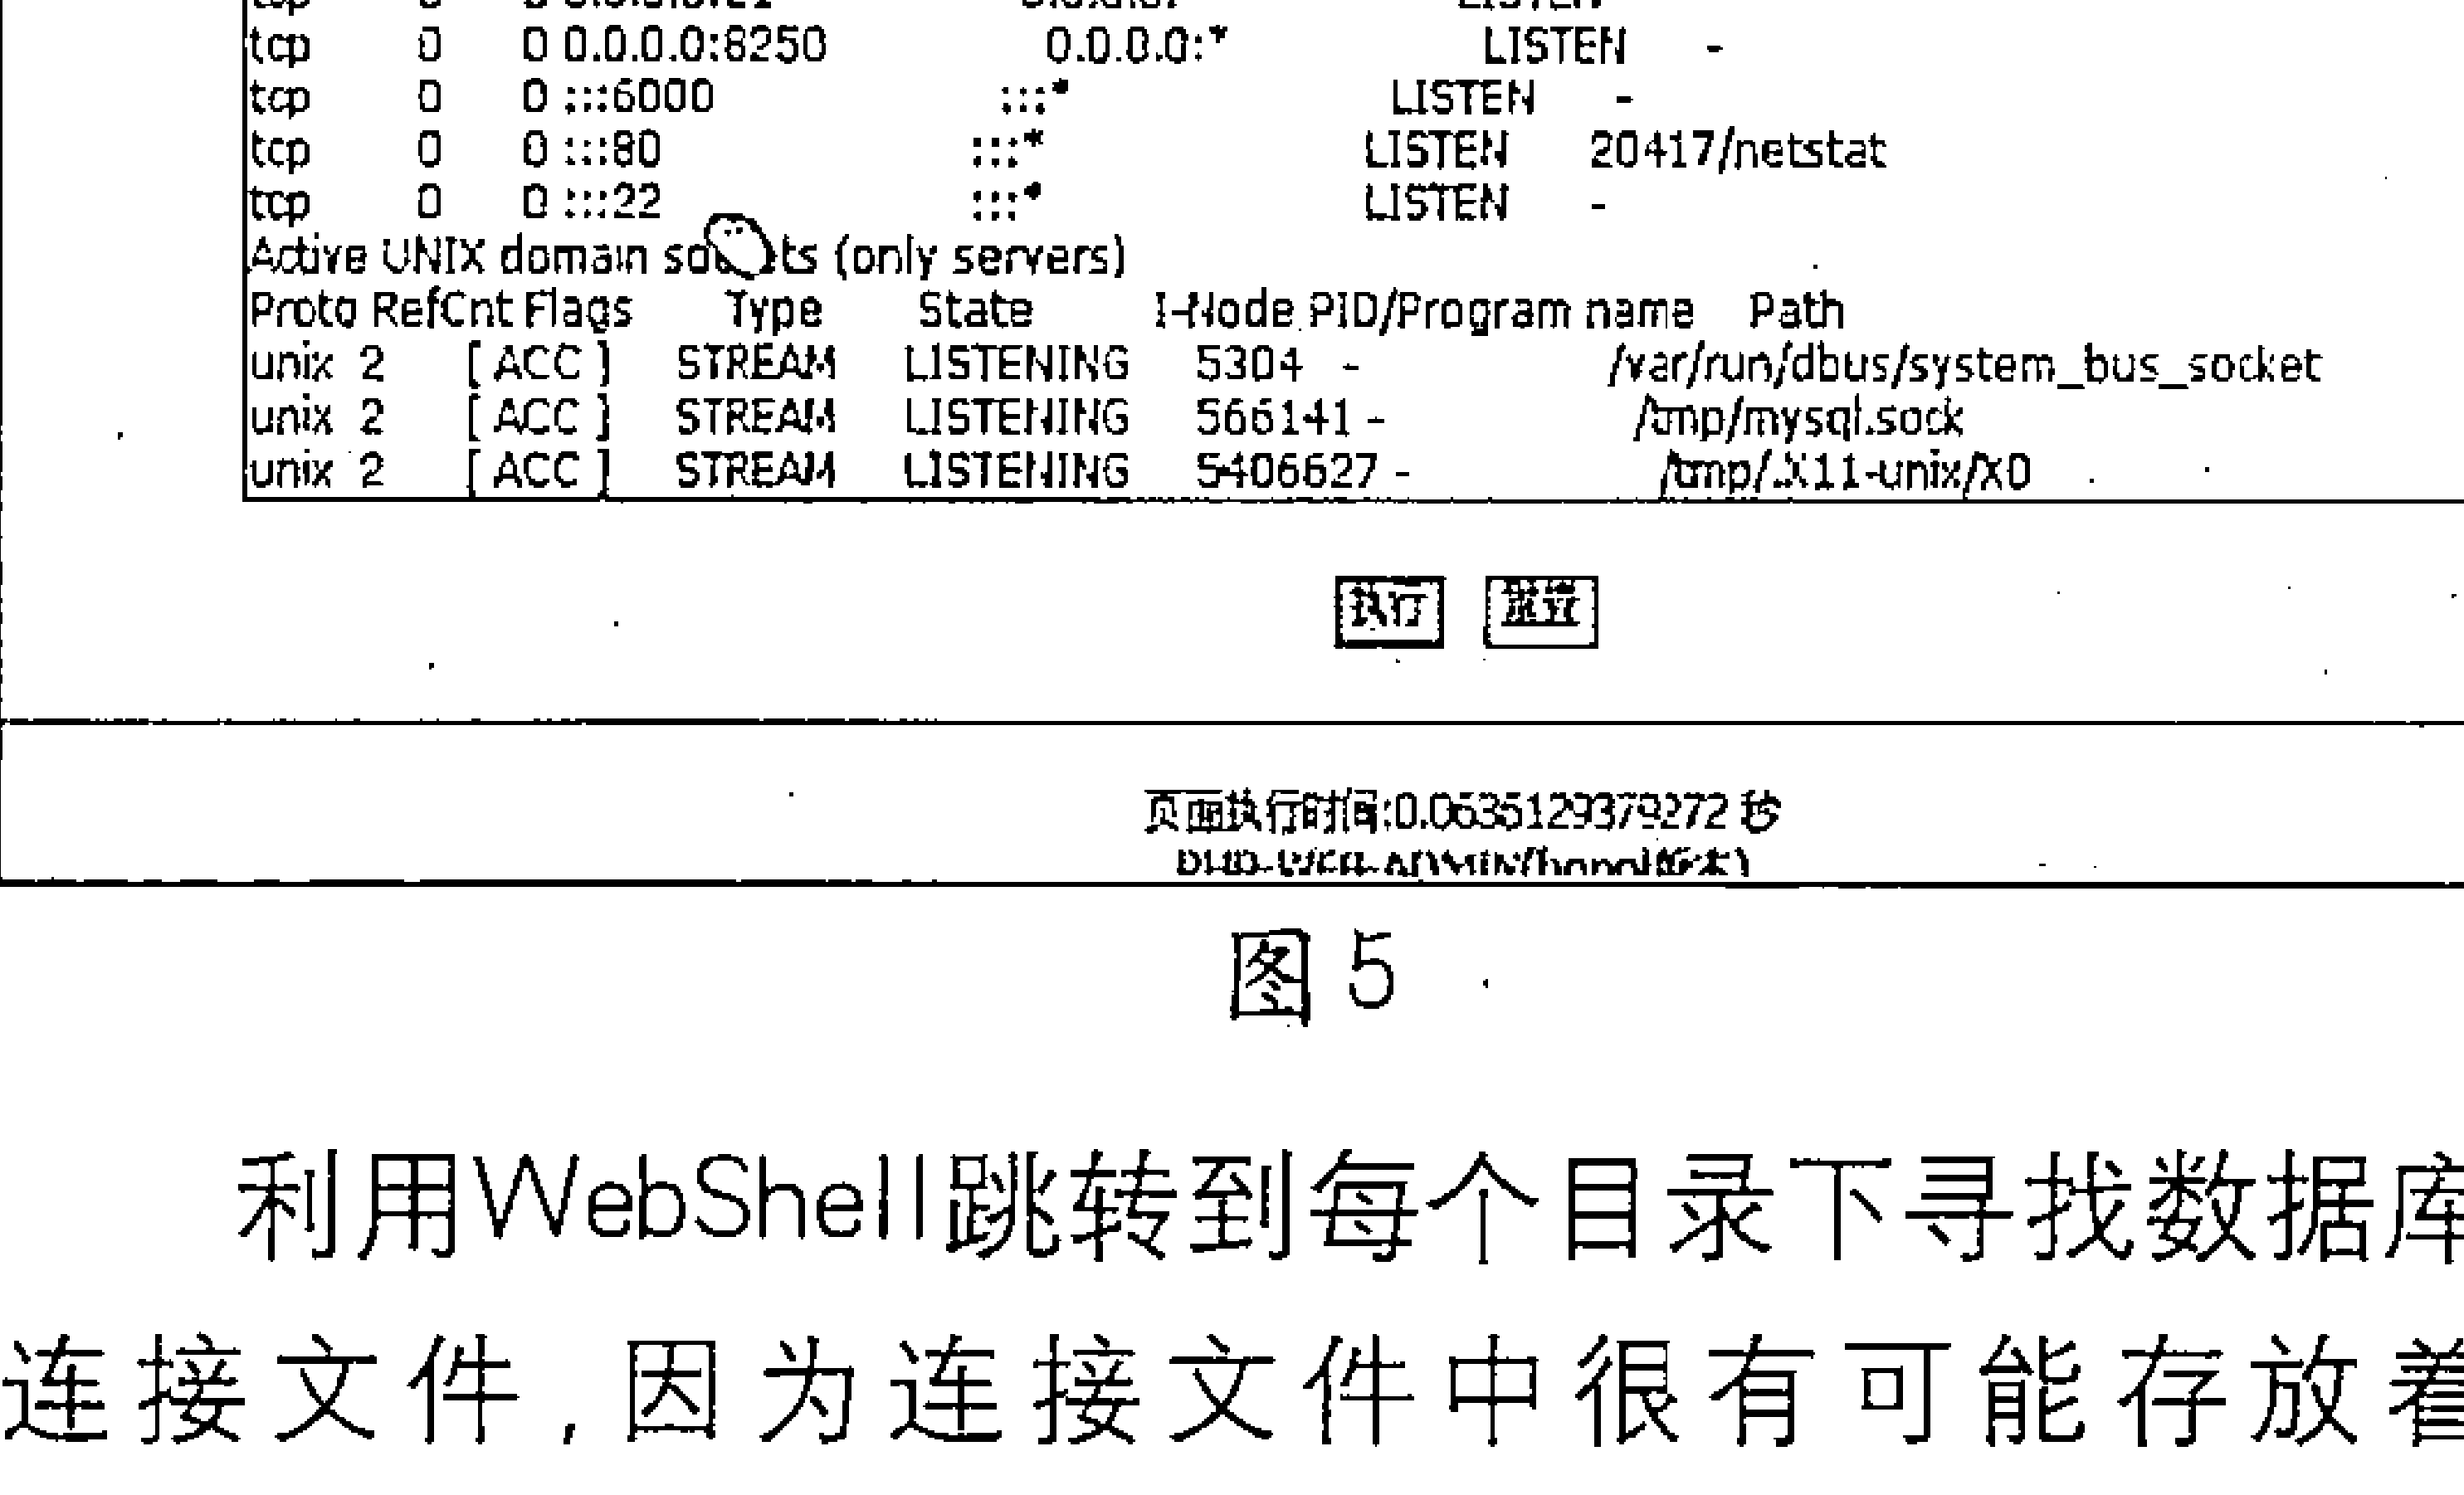 tcp 0 0 0.0.0.0:8250 0.0.0.0:* LISTEN -
tcp 0 0 :::6000 :::* LISTEN -
tcp 0 0 :::80 :::* LISTEN 20417/netstat
tcp 0 0 :::22 :::* LISTEN -
Active UNIX domain ts (only servers)
Proto RefCnt Flags Type State I-Node PID/Program name Path
unix 2 [ ACC ] STREAM LISTENING 5304 - /var/run/dbus/system_bus_socket
unix 2 [ ACC ] STREAM LISTENING 566141 - /tmp/mysql.sock
unix 2 [ ACC ] STREAM LISTENING 5406627 - /tmp/.X11-unix/X0
执行
页面执行时间:0.0635129379272 秒
图 5
利用WebShell跳转到每个目录下寻找数据库
连接文件,因为连接文件中很有可能存放着